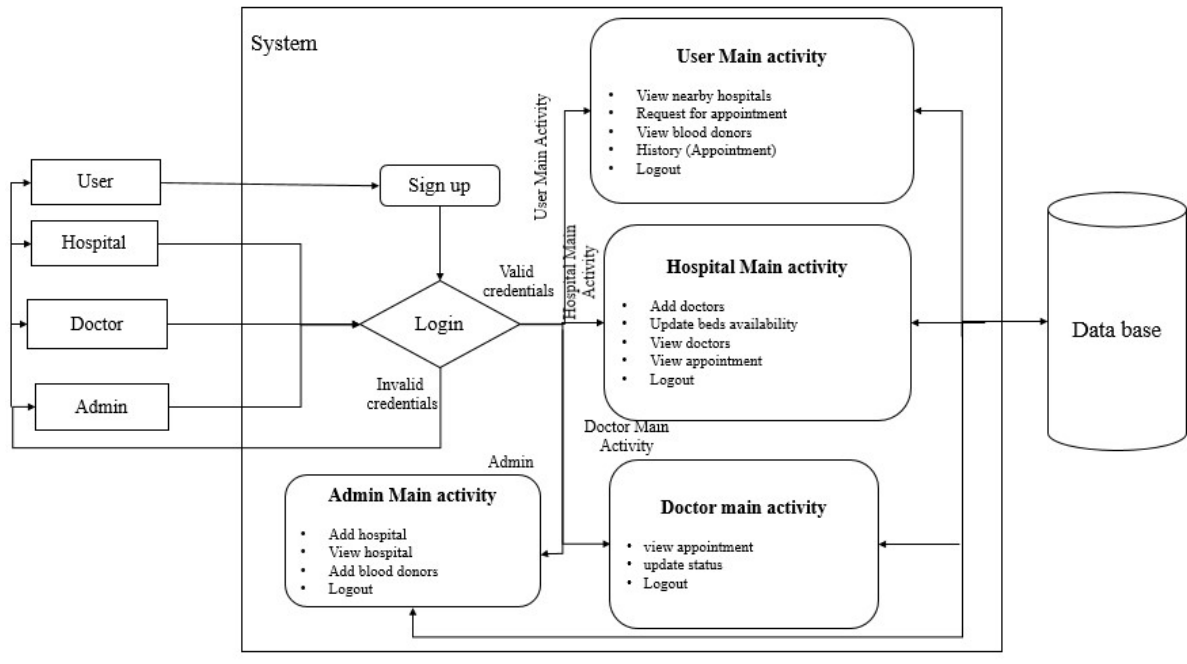 System
User
Hospital
Doctor
Admin
Sign up
Login
Valid
credentials
Invalid
credentials
User Main Activity
Hospital Main
Activity
Doctor Main
Activity
Admin
User Main activity
• View nearby hospitals
• Request for appointment
• View blood donors
• History (Appointment)
• Logout
Hospital Main activity
• Add doctors
• Update beds availability
• View doctors
• View appointment
• Logout
Admin Main activity
• Add hospital
• View hospital
• Add blood donors
• Logout
Doctor main activity
• view appointment
• update status
• Logout
Data base